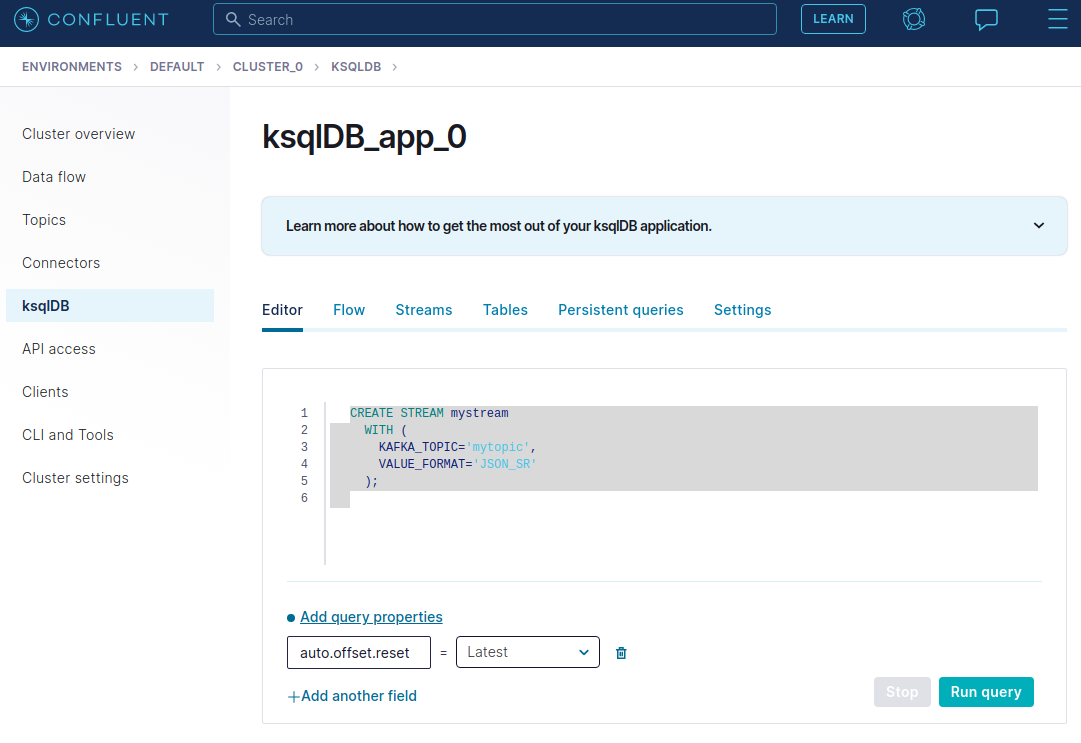 CONFLUENT
Search
LEARN
ENVIRONMENTS > DEFAULT > CLUSTER_0 > KSQLDB >
Cluster overview
Data flow
Topics
Connectors
ksqlDB
API access
Clients
CLI and Tools
Cluster settings
ksqlDB_app_0
Learn more about how to get the most out of your ksqlDB application.
Editor Flow Streams Tables Persistent queries Settings
1 CREATE STREAM mystream
2 WITH (
3 KAFKA_TOPIC='mytopic',
4 VALUE_FORMAT='JSON_SR'
5 );
6
Add query properties
auto.offset.reset = Latest
+Add another field
Stop Run query